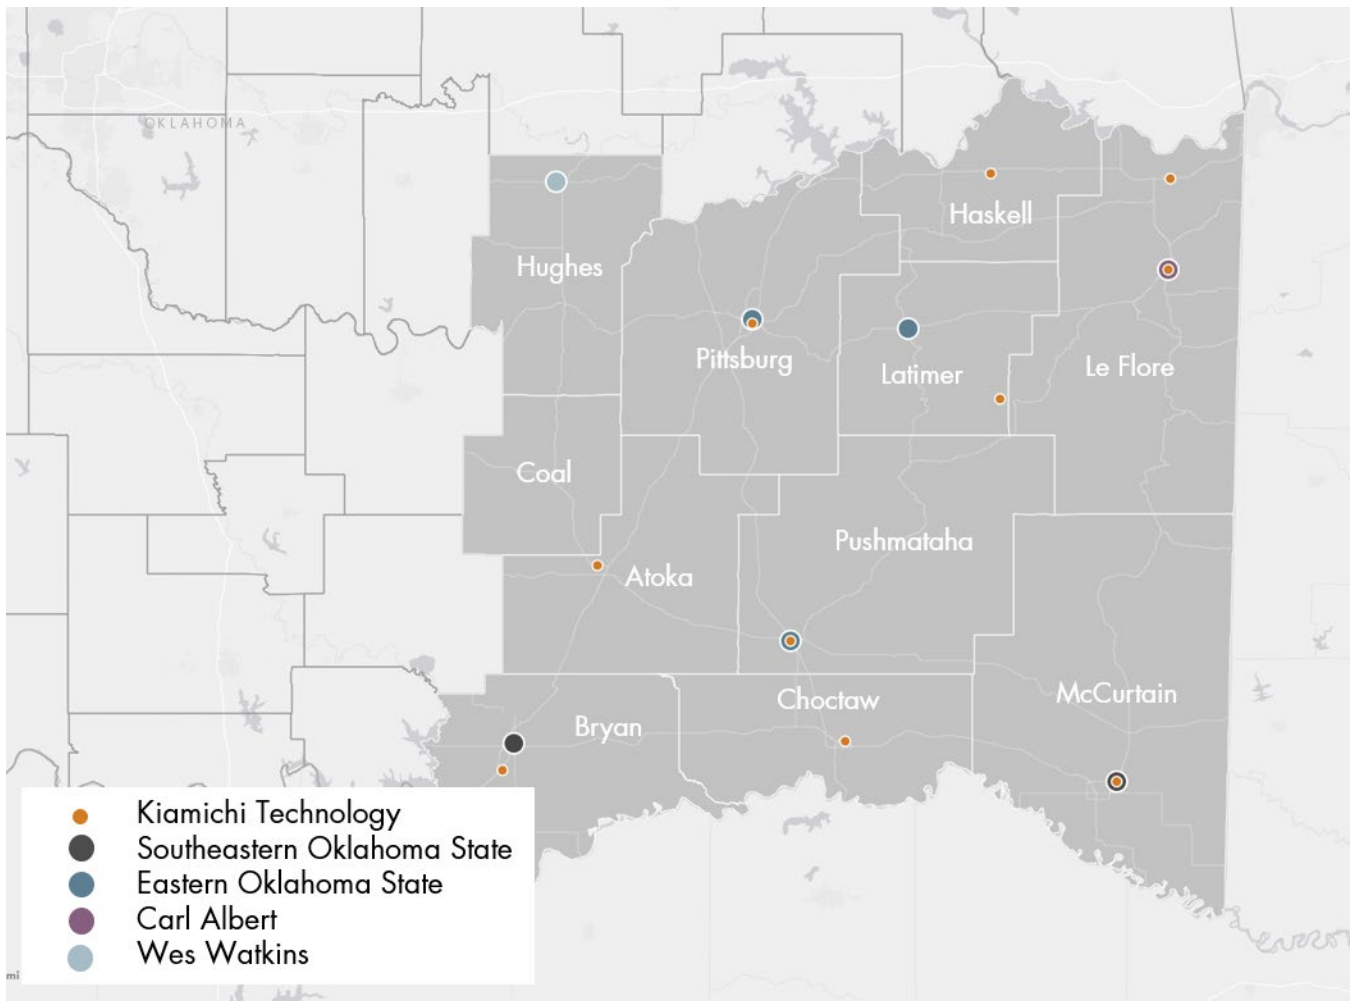 OKLAHOMA
Haskell
Hughes
Pittsburg
Latimer
Le Flore
Coal
Pushmataha
Atoka
McCurtain
Choctaw
Bryan
Kiamichi Technology
Southeastern Oklahoma State
Eastern Oklahoma State
Carl Albert
Wes Watkins
mi